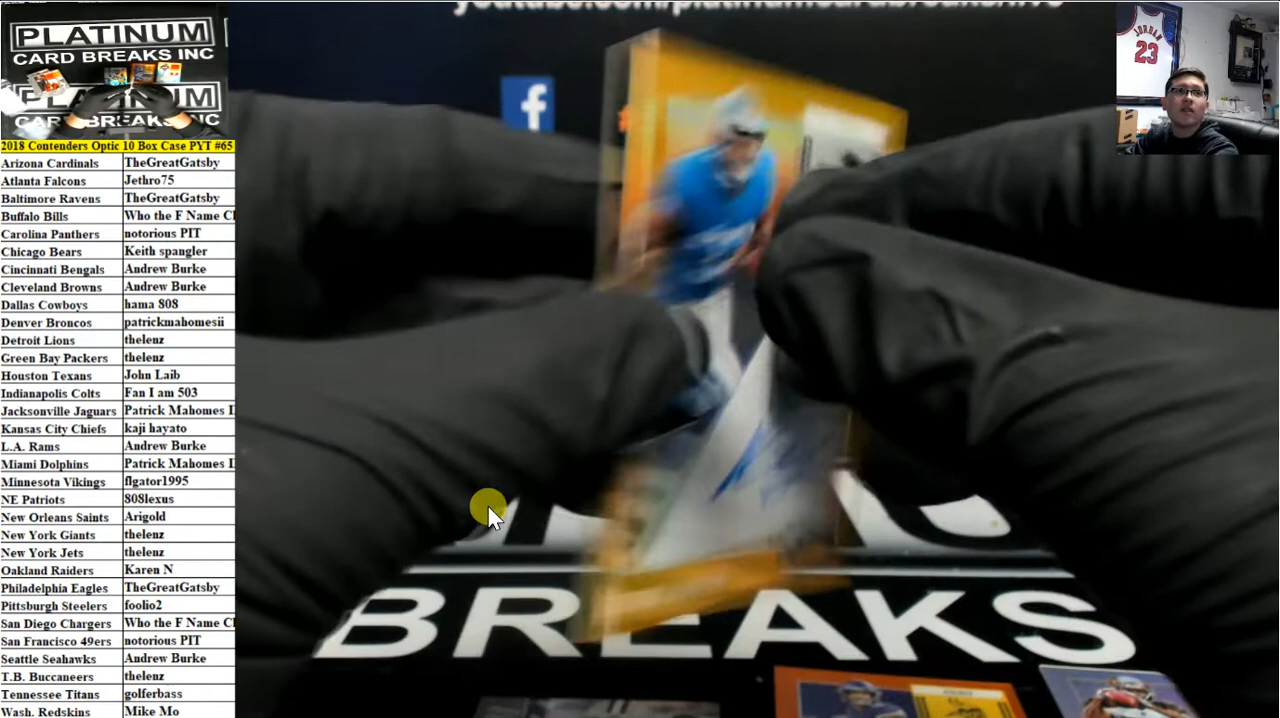 youtube.com/platinumcardbreakslive
PLATINUM
CARD BREAKS INC
JORDAN
23
f
BREAKS
2018 Contenders Optic 10 Box Case PYT #65
Arizona Cardinals TheGreatGatsby
Atlanta Falcons Jethro75
Baltimore Ravens TheGreatGatsby
Buffalo Bills Who the F Name Cl
Carolina Panthers notorious PIT
Chicago Bears Keith spangler
Cincinnati Bengals Andrew Burke
Cleveland Browns Andrew Burke
Dallas Cowboys hama 808
Denver Broncos patrickmahomesii
Detroit Lions thelenz
Green Bay Packers thelenz
Houston Texans John Laib
Indianapolis Colts Fan I am 503
Jacksonville Jaguars Patrick Mahomes I
Kansas City Chiefs kaji hayato
L.A. Rams Andrew Burke
Miami Dolphins Patrick Mahomes I
Minnesota Vikings flgator1995
NE Patriots 808lexus
New Orleans Saints Arigold
New York Giants thelenz
New York Jets thelenz
Oakland Raiders Karen N
Philadelphia Eagles TheGreatGatsby
Pittsburgh Steelers foolio2
San Diego Chargers Who the F Name Cl
San Francisco 49ers notorious PIT
Seattle Seahawks Andrew Burke
T.B. Buccaneers thelenz
Tennessee Titans golferbass
Wash. Redskins Mike Mo